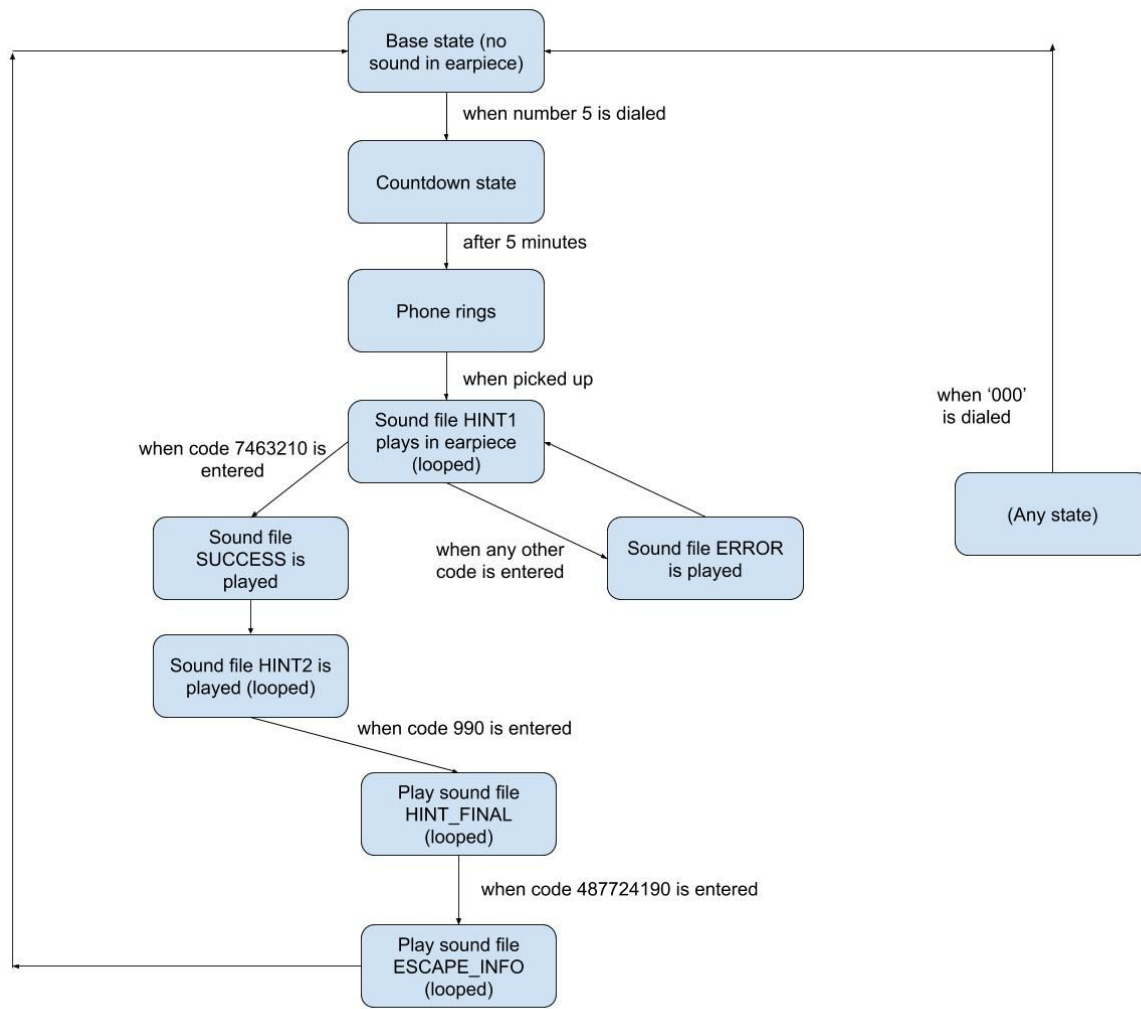 Base state (no
sound in earpiece)
when number 5 is dialed
Countdown state
after 5 minutes
Phone rings
when picked up
Sound file HINT1
plays in earpiece
(looped)
when code 7463210 is
entered
when any other
code is entered
Sound file ERROR
is played
when ‘000’
is dialed
(Any state)
Sound file
SUCCESS is
played
Sound file HINT2 is
played (looped)
when code 990 is entered
Play sound file
HINT_FINAL
(looped)
when code 487724190 is entered
Play sound file
ESCAPE_INFO
(looped)